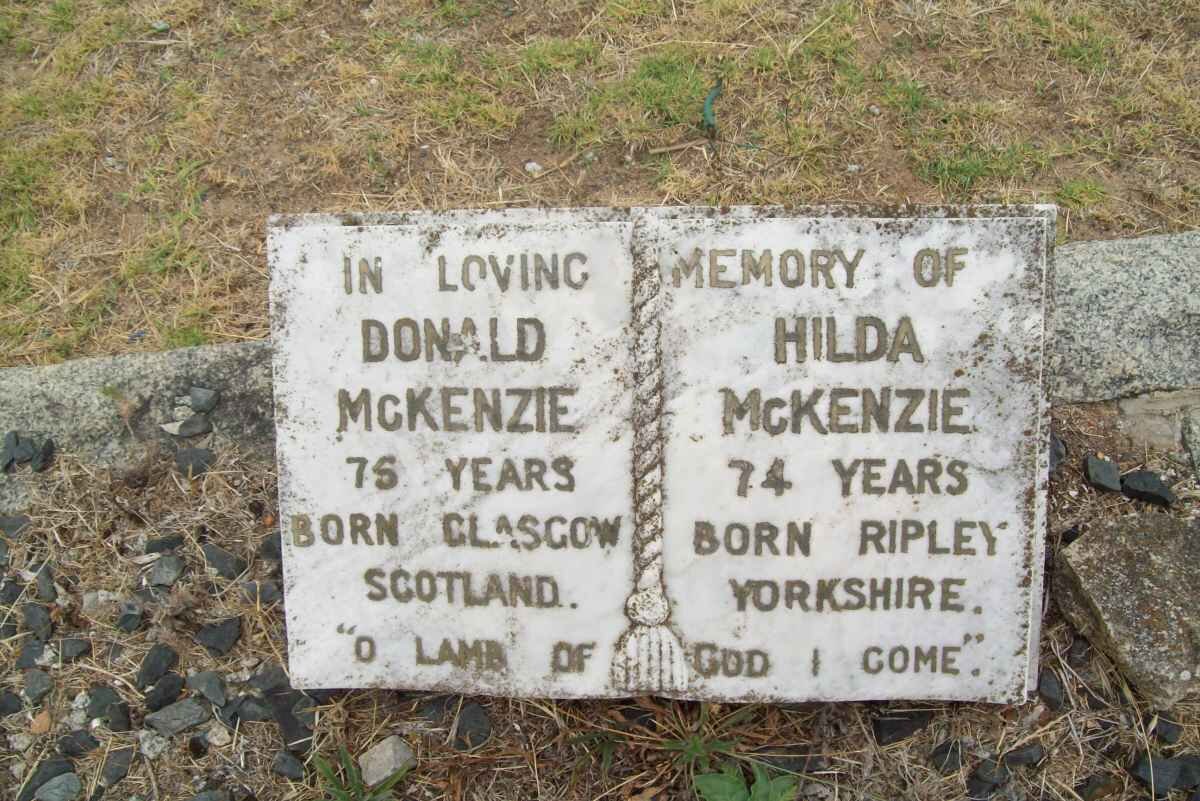 IN LOVING MEMORY OF
DONALD
McKENZIE
YEARS
BORN GLASGOW
SCOTLAND.
HILDA
McKENZIE
74 YEARS
BORN RIPLEY
YORKSHIRE.
"O LAMB OF GOD I COME".